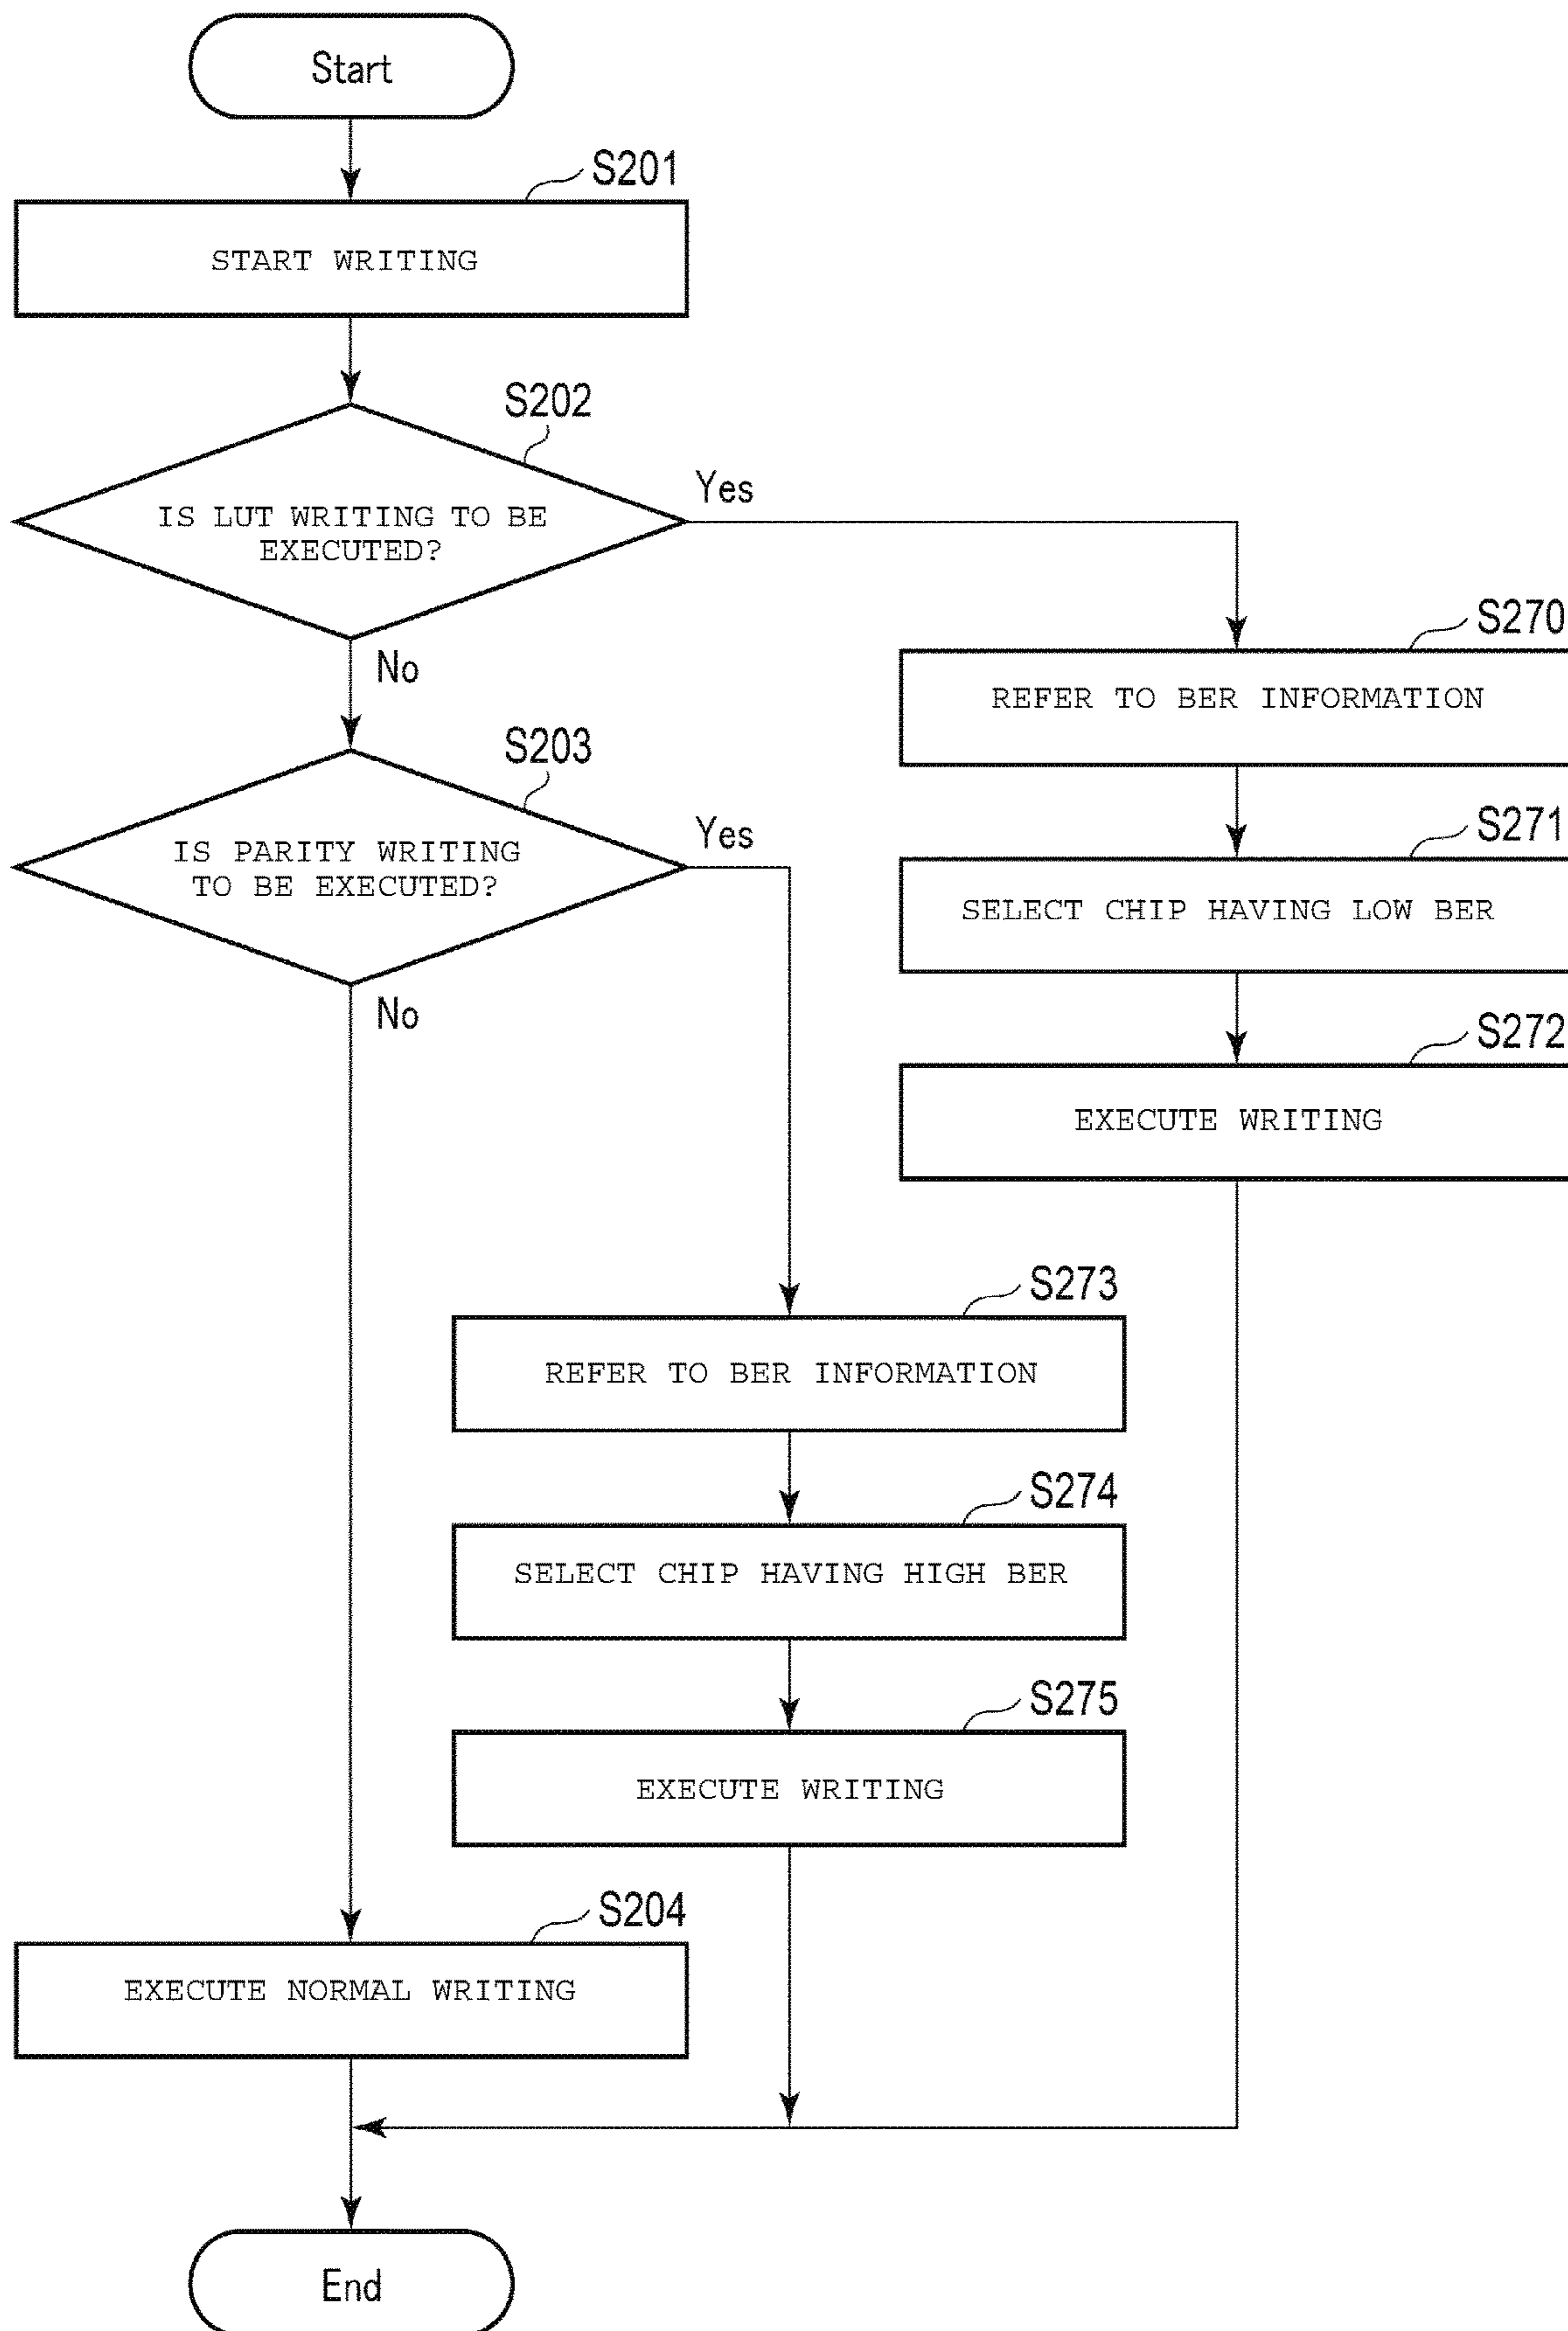 Start
S201
START WRITING
S202
IS LUT WRITING TO BE
EXECUTED?
Yes
No
S270
REFER TO BER INFORMATION
S203
IS PARITY WRITING
TO BE EXECUTED?
Yes
No
S271
SELECT CHIP HAVING LOW BER
S272
EXECUTE WRITING
S273
REFER TO BER INFORMATION
S274
SELECT CHIP HAVING HIGH BER
S275
EXECUTE WRITING
S204
EXECUTE NORMAL WRITING
End